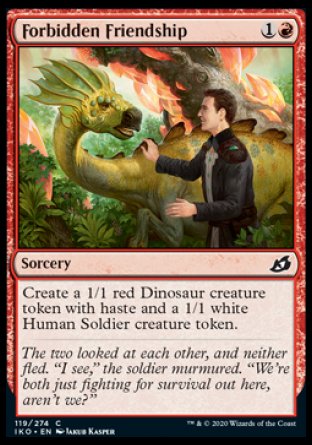 Forbidden Friendship 1
Sorcery
Create a 1/1 red Dinosaur creature
token with haste and a 1/1 white
Human Soldier creature token.
The two looked at each other, and neither
fled. “I see,” the soldier murmured. “We’re
both just fighting for survival out here,
aren’t we?”
119/274 C
IKO • EN Jakub Kasper
™ & © 2020 Wizards of the Coast